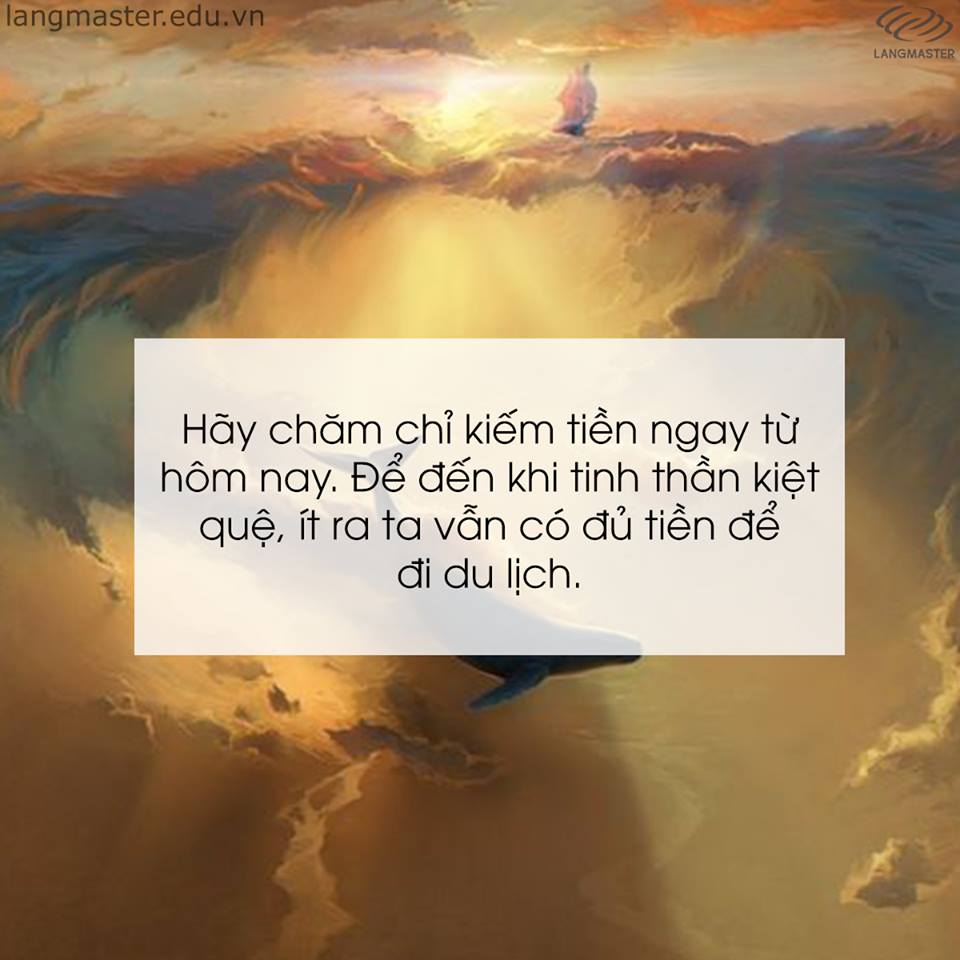 langmaster.edu.vn
LANGMASTER
Hãy chăm chỉ kiếm tiền ngay từ
hôm nay. Để đến khi tinh thần kiệt
quệ, ít ra ta vẫn có đủ tiền để
đi du lịch.